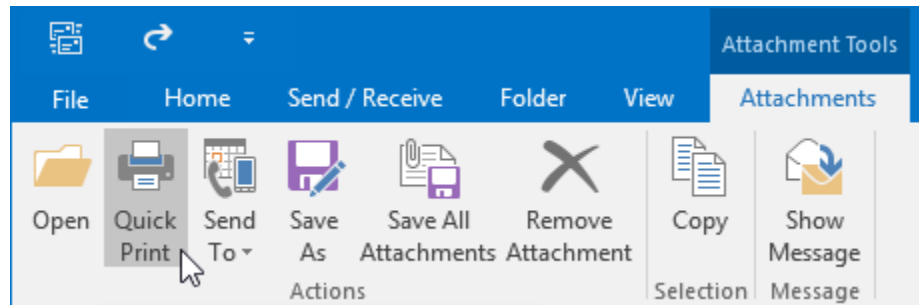 Attachment Tools
File Home Send / Receive Folder View Attachments
Open Quick Send Save Save All Remove Copy Show
Print To As Attachments Attachment Message
Actions Selection Message